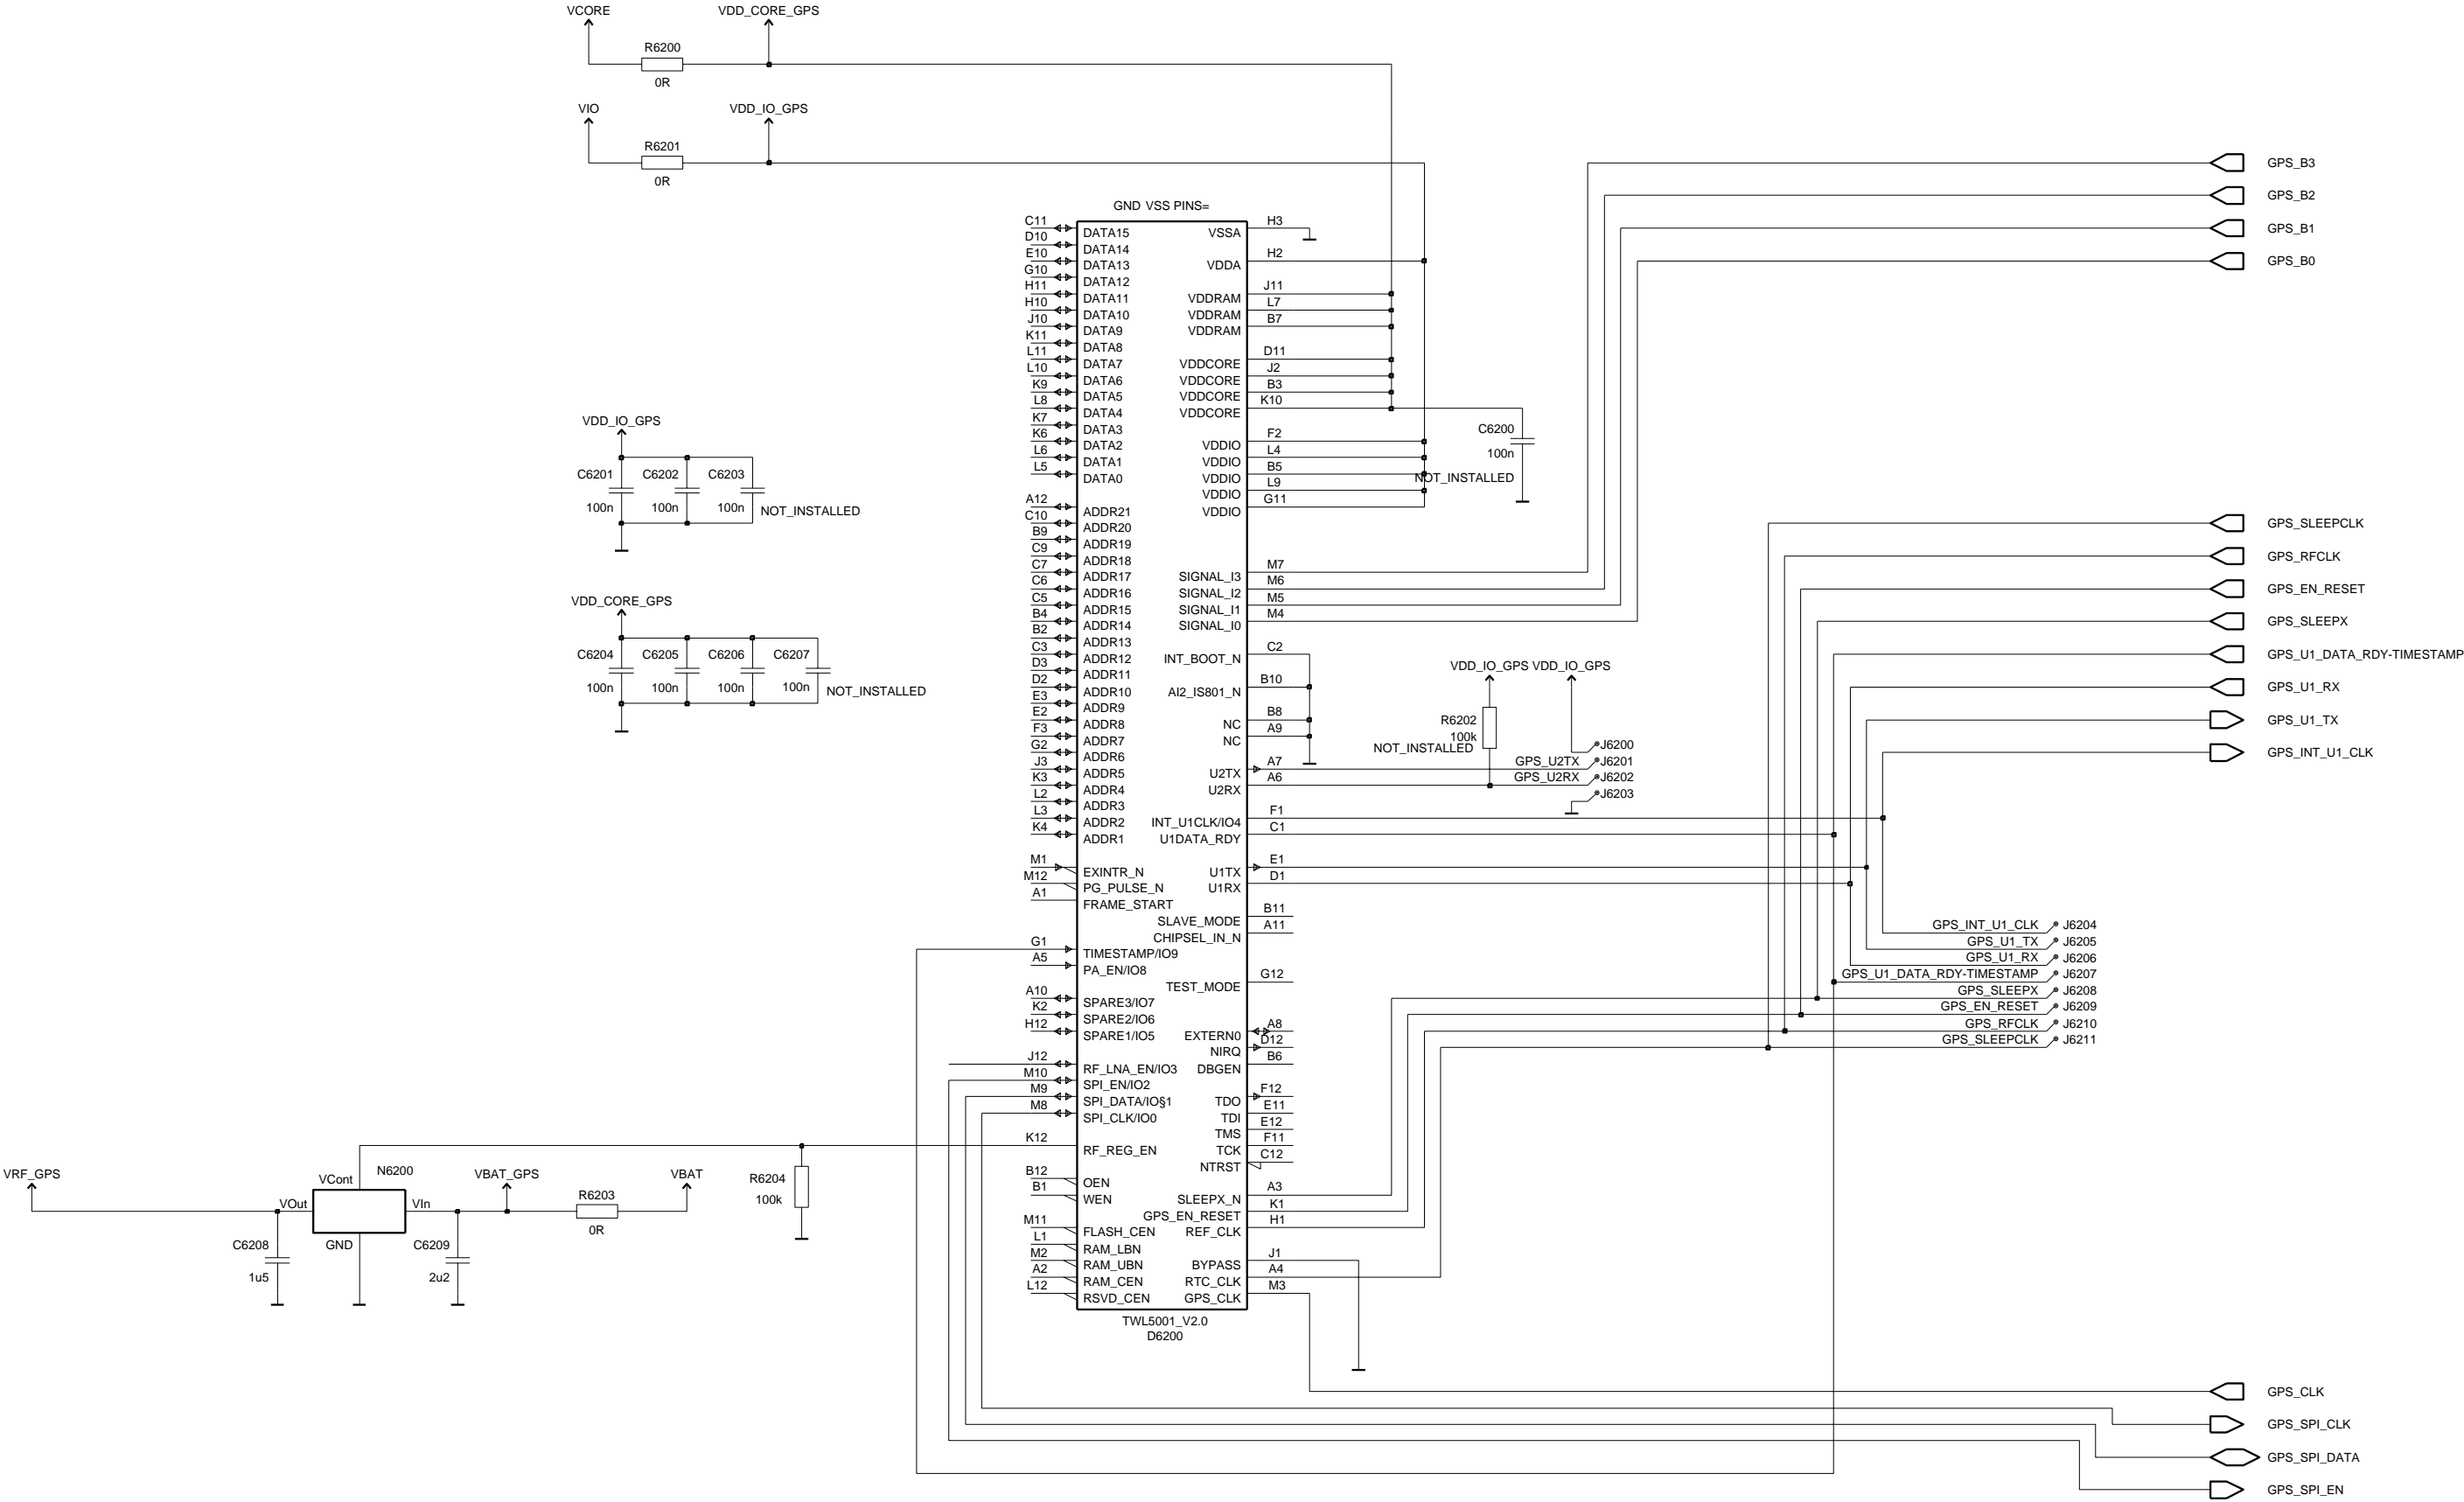 VCORE
VDD_CORE_GPS
R6200
0R
VIO
VDD_IO_GPS
R6201
0R
GPS_B3
GPS_B2
GPS_B1
GPS_B0
GND VSS PINS=
C11 DATA15
D10 DATA14
E10 DATA13
G10 DATA12
H11 DATA11
H10 DATA10
J10 DATA9
K11 DATA8
L11 DATA7
L10 DATA6
K9 DATA5
L8 DATA4
K7 DATA3
K6 DATA2
L6 DATA1
L5 DATA0
A12 ADDR21
C10 ADDR20
B9 ADDR19
C9 ADDR18
C7 ADDR17
C6 ADDR16
C5 ADDR15
B4 ADDR14
B2 ADDR13
C3 ADDR12
D3 ADDR11
D2 ADDR10
E3 ADDR9
E2 ADDR8
F3 ADDR7
G2 ADDR6
J3 ADDR5
K3 ADDR4
L2 ADDR3
L3 ADDR2
K4 ADDR1
M1 EXINTR_N
M12 PG_PULSE_N
A1 FRAME_START
G1 TIMESTAMP/IO9
A5 PA_EN/IO8
A10 SPARE3/IO7
K2 SPARE2/IO6
H12 SPARE1/IO5
J12 RF_LNA_EN/IO3
M10 SPI_EN/IO2
M9 SPI_DATA/IO§1
M8 SPI_CLK/IO0
K12 RF_REG_EN
B12 OEN
B1 WEN
M11 FLASH_CEN
L1 RAM_LBN
M2 RAM_UBN
A2 RAM_CEN
L12 RSVD_CEN
VSSA H3
VDDA H2
VDDRAM J11
VDDRAM L7
VDDRAM B7
VDDCORE D11
VDDCORE J2
VDDCORE B3
VDDCORE K10
VDDIO F2
VDDIO L4
VDDIO B5
VDDIO L9
VDDIO G11
SIGNAL_I3 M7
SIGNAL_I2 M6
SIGNAL_I1 M5
SIGNAL_I0 M4
INT_BOOT_N C2
AI2_IS801_N B10
NC B8
NC A9
U2TX A7
U2RX A6
INT_U1CLK/IO4 F1
U1DATA_RDY C1
U1TX E1
U1RX D1
SLAVE_MODE B11
CHIPSEL_IN_N A11
TEST_MODE G12
EXTERN0 A8
NIRQ D12
DBGEN B6
TDO F12
TDI E11
TMS E12
TCK F11
NTRST C12
SLEEPX_N A3
GPS_EN_RESET K1
REF_CLK H1
BYPASS J1
RTC_CLK A4
GPS_CLK M3
TWL5001_V2.0
D6200
C6200
100n
NOT_INSTALLED
VDD_IO_GPS
C6201 C6202 C6203
100n 100n 100n NOT_INSTALLED
VDD_CORE_GPS
C6204 C6205 C6206 C6207
100n 100n 100n 100n NOT_INSTALLED
VDD_IO_GPS VDD_IO_GPS
R6202
100k
NOT_INSTALLED
J6200
GPS_U2TX J6201
GPS_U2RX J6202
J6203
GPS_SLEEPCLK
GPS_RFCLK
GPS_EN_RESET
GPS_SLEEPX
GPS_U1_DATA_RDY-TIMESTAMP
GPS_U1_RX
GPS_U1_TX
GPS_INT_U1_CLK
GPS_INT_U1_CLK J6204
GPS_U1_TX J6205
GPS_U1_RX J6206
GPS_U1_DATA_RDY-TIMESTAMP J6207
GPS_SLEEPX J6208
GPS_EN_RESET J6209
GPS_RFCLK J6210
GPS_SLEEPCLK J6211
VRF_GPS
VCont
N6200
VOut
VIn
GND
VBAT_GPS
R6203
0R
VBAT
R6204
100k
C6208
1u5
C6209
2u2
GPS_CLK
GPS_SPI_CLK
GPS_SPI_DATA
GPS_SPI_EN